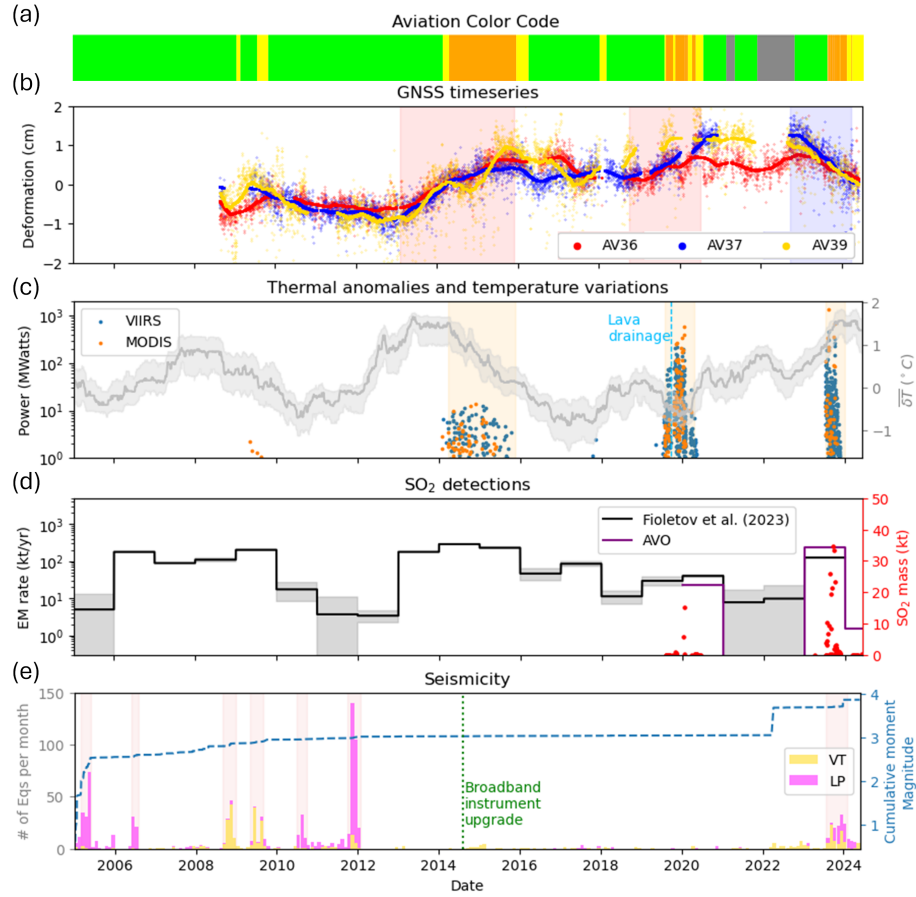 (a)
Aviation Color Code
(b)
GNSS timeseries
Deformation (cm)
2
1
0
−1
−2
AV36
AV37
AV39
(c)
Thermal anomalies and temperature variations
Power (MWatts)
10³
10²
10¹
10⁰
VIIRS
MODIS
Lava
drainage
2
1
0
−1
δT (°C)
(d)
SO₂ detections
EM rate (kt/yr)
10³
10²
10¹
10⁰
Fioletov et al. (2023)
AVO
50
40
30
20
10
0
SO₂ mass (kt)
(e)
Seismicity
# of Eqs per month
150
100
50
0
Broadband
instrument
upgrade
VT
LP
4
3
2
1
Cumulative moment
Magnitude
2006
2008
2010
2012
2014
2016
2018
2020
2022
2024
Date